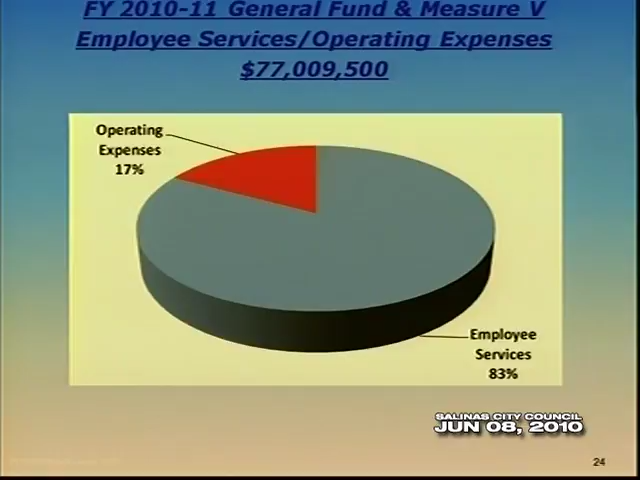 FY 2010-11 General Fund & Measure V
Employee Services/Operating Expenses
$77,009,500
Operating
Expenses
17%
Employee
Services
83%
SALINAS CITY COUNCIL
JUN 08, 2010
24